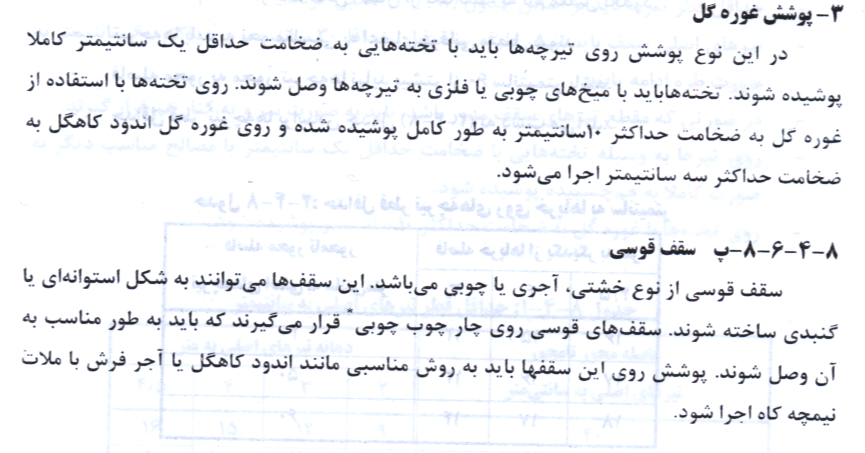 ۳- پوشش غوره گل
در این نوع پوشش روی تیرچه‌ها باید با تخته‌هایی به ضخامت حداقل یک سانتیمتر کاملا
پوشیده شوند. تخته‌هاباید با میخ‌های چوبی یا فلزی به تیرچه‌ها وصل شوند. روی تخته‌ها با استفاده از
غوره گل به ضخامت حداکثر ۱۰سانتیمتر به طور کامل پوشیده شده و روی غوره گل اندود کاهگل به
ضخامت حداکثر سه سانتیمتر اجرا می‌شود.
۸-۴-۶-۸-پ سقف قوسی
سقف قوسی از نوع خشتی، آجری یا چوبی می‌باشد. این سقف‌ها می‌توانند به شکل استوانه‌ای یا
گنبدی ساخته شوند. سقف‌های قوسی روی چار چوب چوبی* قرار می‌گیرند که باید به طور مناسب به
آن وصل شوند. پوشش روی این سقفها باید به روش مناسبی مانند اندود کاهگل یا آجر فرش با ملات
نیمچه کاه اجرا شود.